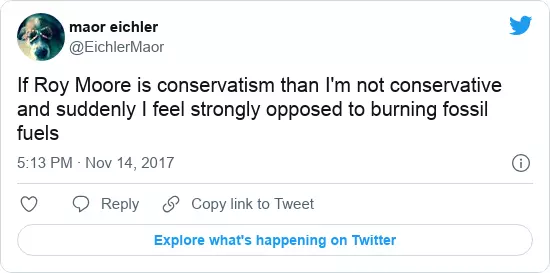 maor eichler
@EichlerMaor
If Roy Moore is conservatism than I'm not conservative
and suddenly I feel strongly opposed to burning fossil
fuels
5:13 PM · Nov 14, 2017
Reply Copy link to Tweet
Explore what's happening on Twitter